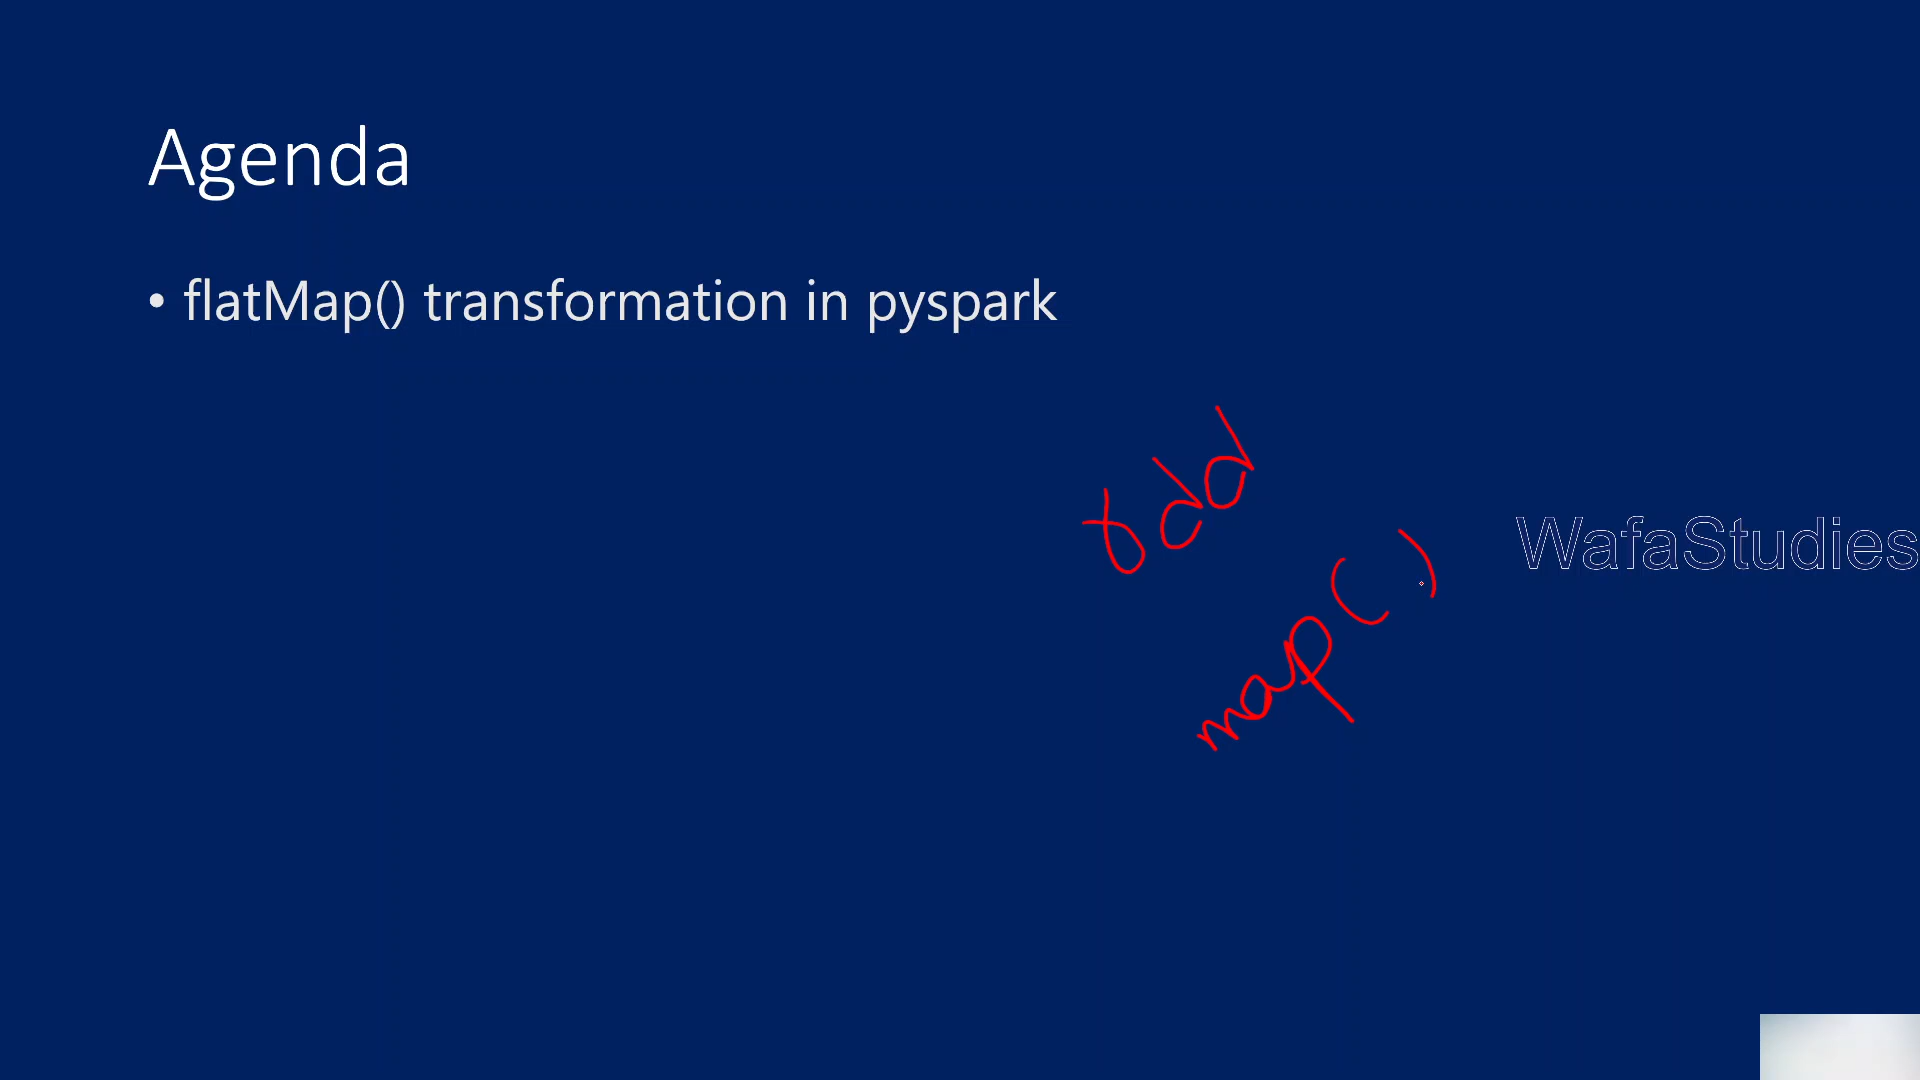 Agenda
• flatMap() transformation in pyspark
rdd
WafaStudies
map()